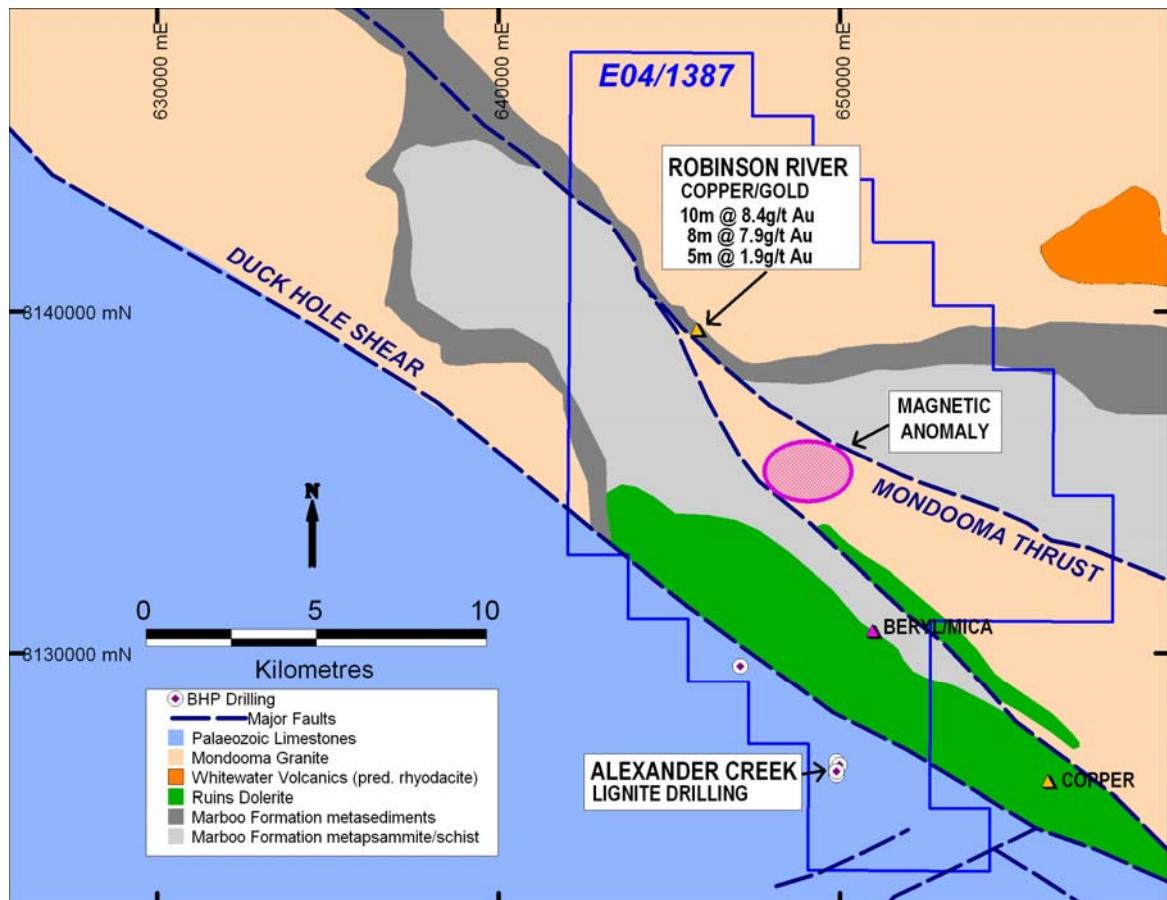 630000 mE
640000 mE
650000 mE
E04/1387
ROBINSON RIVER
COPPER/GOLD
10m @ 8.4g/t Au
8m @ 7.9g/t Au
5m @ 1.9g/t Au
DUCK HOLE SHEAR
8140000 mN
MAGNETIC
ANOMALY
MONDOOMA THRUST
N
0 5 10
Kilometres
BERYL/MICA
8130000 mN
BHP Drilling
Major Faults
Palaeozoic Limestones
Mondooma Granite
Whitewater Volcanics (pred. rhyodacite)
Ruins Dolerite
Marboo Formation metasediments
Marboo Formation metapsammite/schist
ALEXANDER CREEK
LIGNITE DRILLING
COPPER